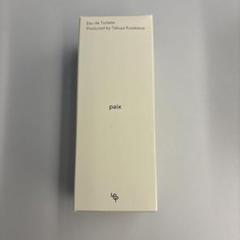 Eau de Toilette
Produced by Takuya Kusakawa
paix